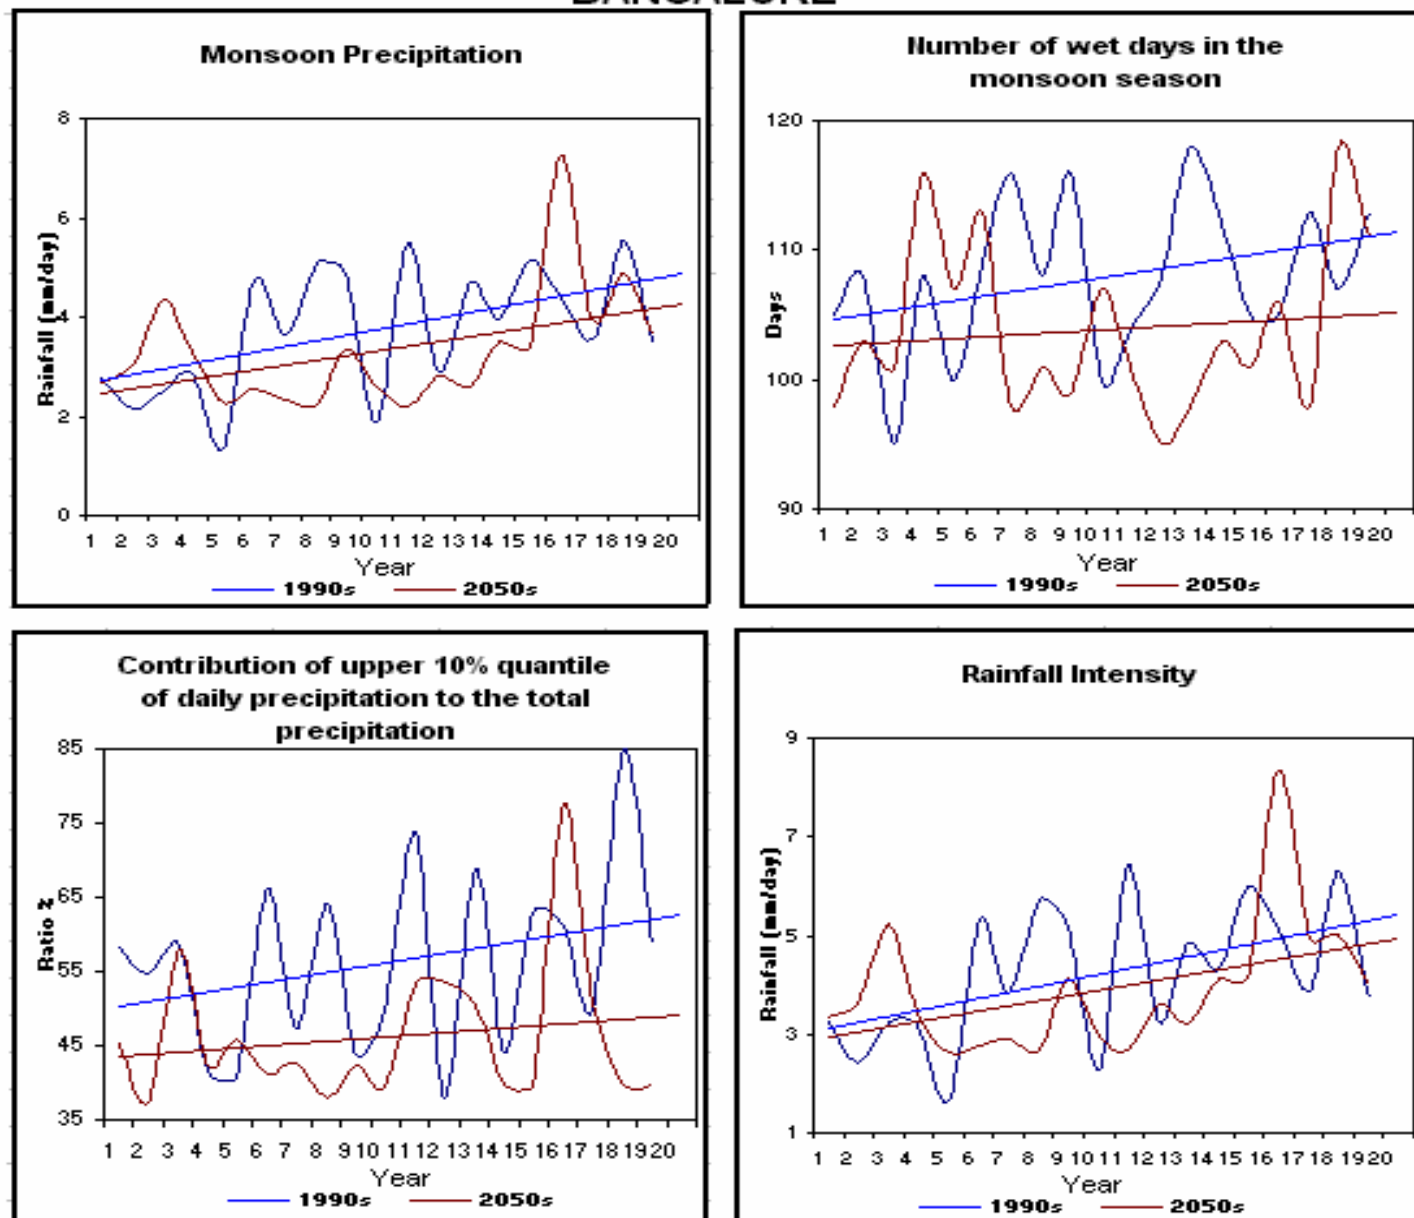 BANGALORE
Monsoon Precipitation
8
6
4
2
0
Rainfall (mm/day)
1 2 3 4 5 6 7 8 9 10 11 12 13 14 15 16 17 18 19 20
Year
1990s 2050s
Number of wet days in the
monsoon season
120
110
100
90
Days
1 2 3 4 5 6 7 8 9 10 11 12 13 14 15 16 17 18 19 20
Year
1990s 2050s
Contribution of upper 10% quantile
of daily precipitation to the total
precipitation
85
75
65
55
45
35
Ratio %
1 2 3 4 5 6 7 8 9 10 11 12 13 14 15 16 17 18 19 20
Year
1990s 2050s
Rainfall Intensity
9
7
5
3
1
Rainfall (mm/day)
1 2 3 4 5 6 7 8 9 10 11 12 13 14 15 16 17 18 19 20
Year
1990s 2050s